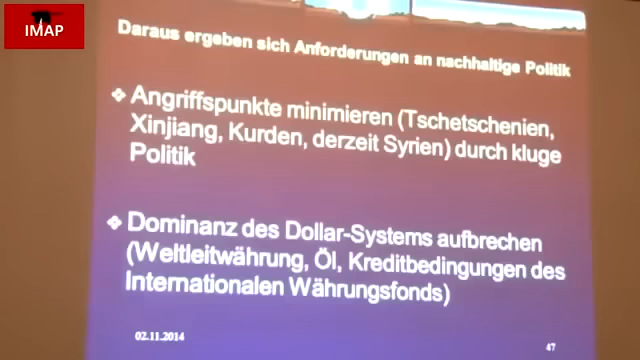 IMAP
Daraus ergeben sich Anforderungen an nachhaltige Politik
❖ Angriffspunkte minimieren (Tschetschenien,
Xinjiang, Kurden, derzeit Syrien) durch kluge
Politik
❖ Dominanz des Dollar-Systems aufbrechen
(Weltleitwährung, Öl, Kreditbedingungen des
Internationalen Währungsfonds)
02.11.2014
47